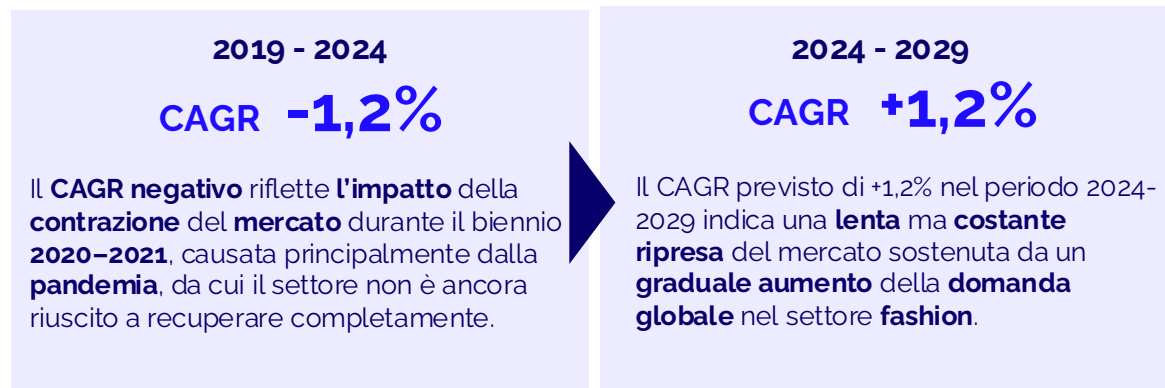 2019 - 2024
CAGR -1,2%
Il CAGR negativo riflette l’impatto della
contrazione del mercato durante il biennio
2020–2021, causata principalmente dalla
pandemia, da cui il settore non è ancora
riuscito a recuperare completamente.
2024 - 2029
CAGR +1,2%
Il CAGR previsto di +1,2% nel periodo 2024-
2029 indica una lenta ma costante
ripresa del mercato sostenuta da un
graduale aumento della domanda
globale nel settore fashion.